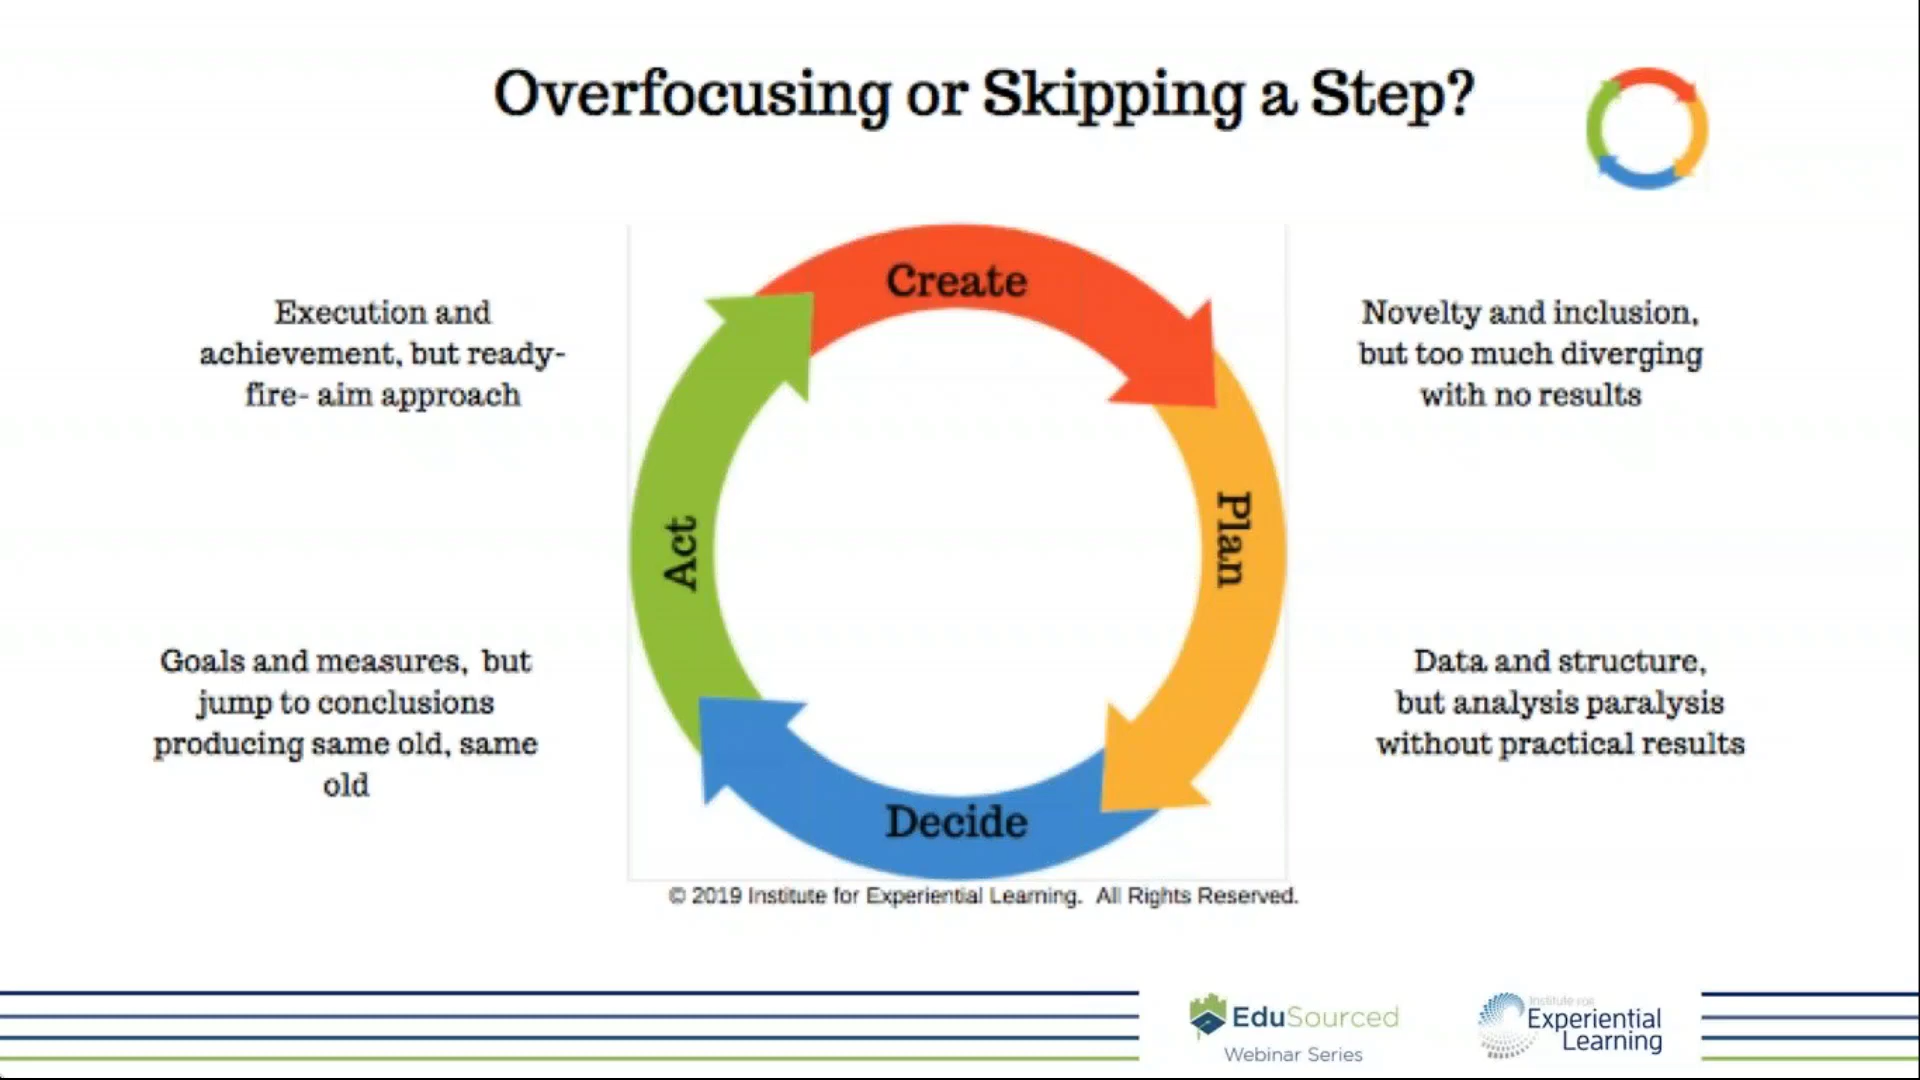 Overfocusing or Skipping a Step?
Execution and
achievement, but ready-
fire- aim approach
Create
Novelty and inclusion,
but too much diverging
with no results
Act
Plan
Goals and measures, but
jump to conclusions
producing same old, same
old
Data and structure,
but analysis paralysis
without practical results
Decide
© 2019 Institute for Experiential Learning. All Rights Reserved.
EduSourced
Webinar Series
Institute FOR
Experiential
Learning